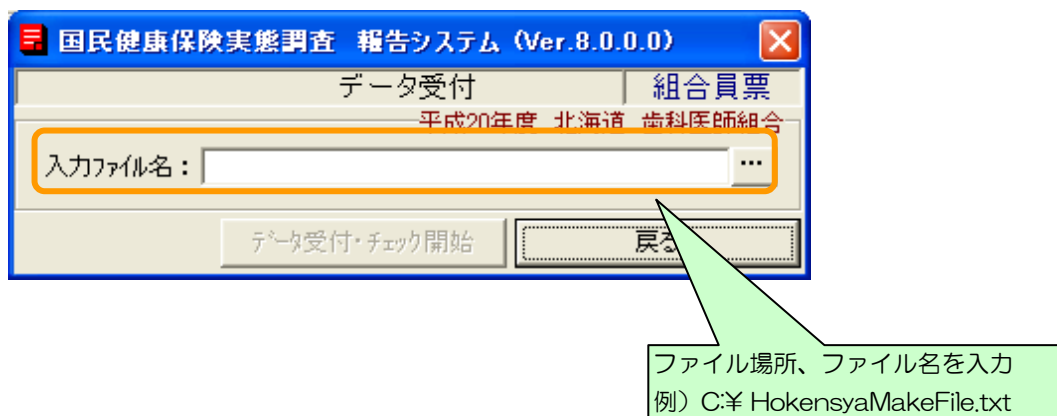 国民健康保険実態調査 報告システム (Ver.8.0.0.0)
データ受付 組合員票
平成20年度 北海道 歯科医師組合
入力ファイル名： ...
データ受付・チェック開始 戻る
ファイル場所、ファイル名を入力
例）C:¥ HokensyaMakeFile.txt